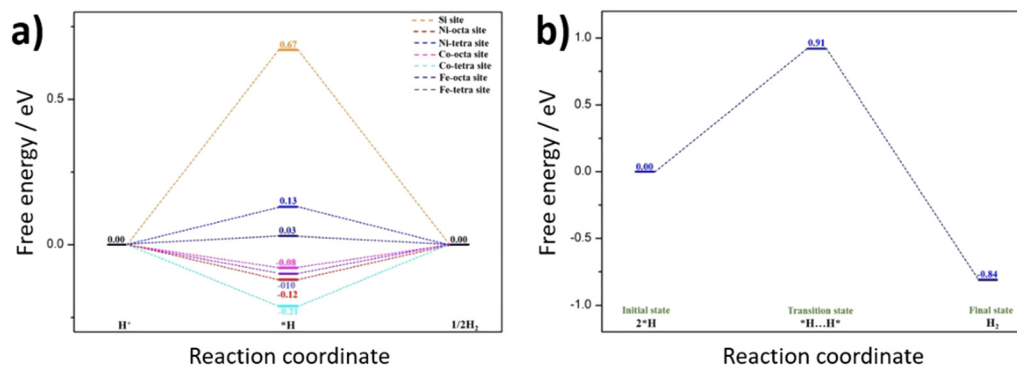 a)
Free energy / eV
0.5
0.0
Si site
Ni-octa site
Ni-tetra site
Co-octa site
Co-tetra site
Fe-octa site
Fe-tetra site
0.67
0.13
0.03
0.00
0.00
-0.08
-010
-0.12
-0.21
H⁺
*H
1/2H₂
Reaction coordinate
b)
Free energy / eV
1.0
0.5
0.0
-0.5
-1.0
0.91
0.00
-0.84
Initial state
Transition state
Final state
2*H
*H…H*
H₂
Reaction coordinate